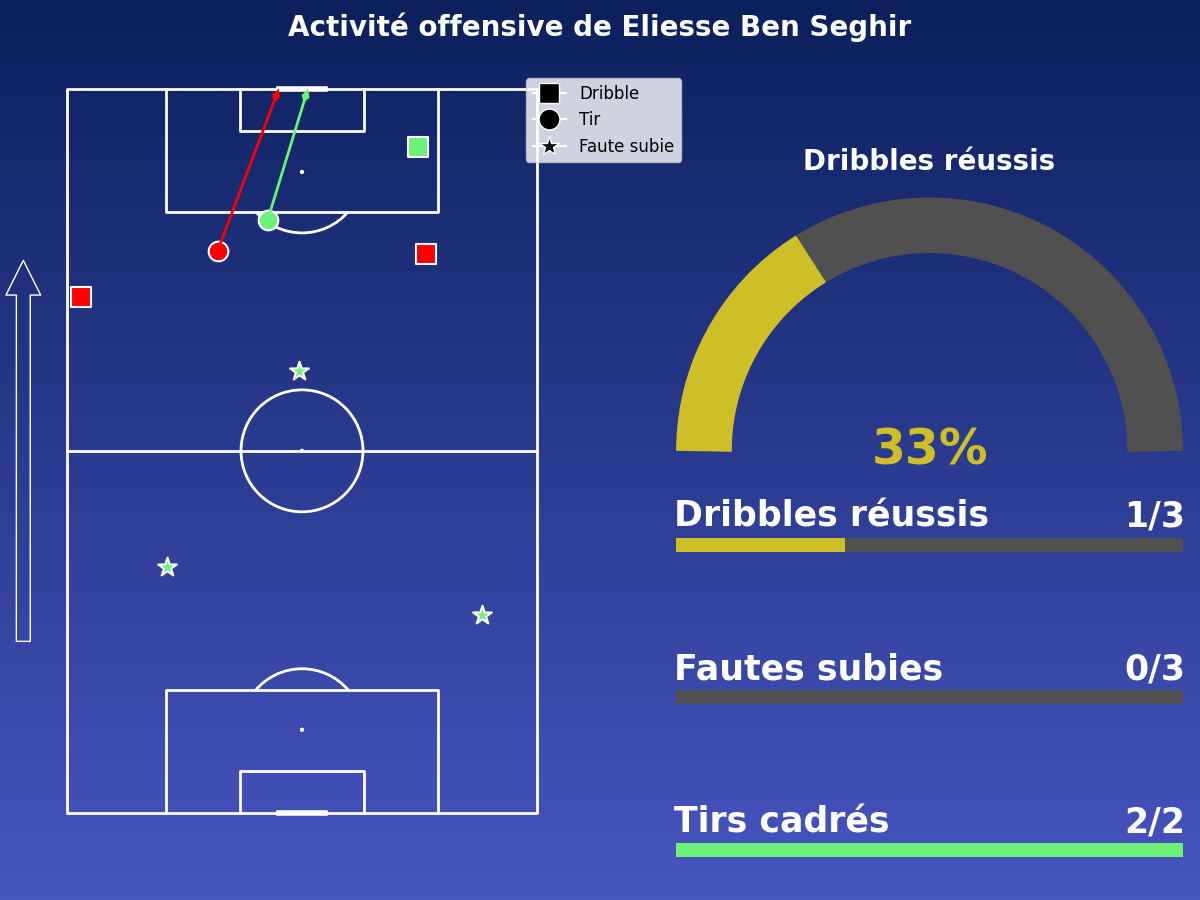 Activité offensive de Eliesse Ben Seghir
Dribble
Tir
Faute subie
Dribbles réussis
33%
Dribbles réussis 1/3
Fautes subies 0/3
Tirs cadrés 2/2